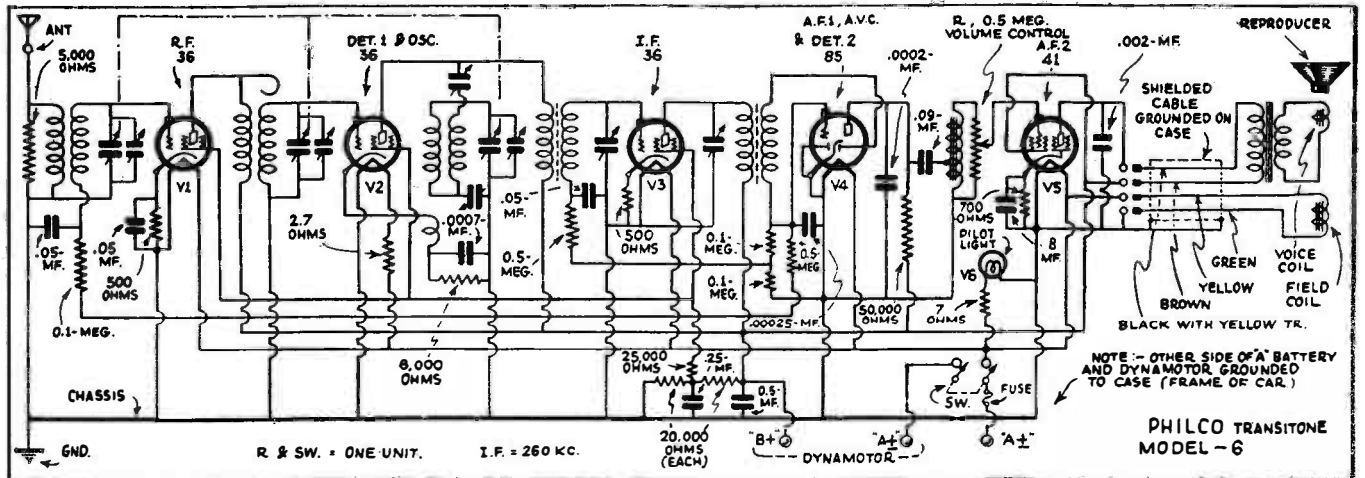 ANT
5,000
OHMS
R.F.
36
DET. 1 & OSC.
36
I.F.
36
A.F.1, A.V.C.
& DET. 2
85
.0002-
MF.
R, 0.5 MEG.
VOLUME CONTROL
A.F.2
41
.002-MF.
REPRODUCER
SHIELDED
CABLE
GROUNDED ON
CASE
.09-
MF.
V1
V2
V3
V4
V5
.05-
MF.
.05
MF.
500
OHMS
0.1-MEG.
2.7
OHMS
.0007-
MF.
.05-
MF.
0.5-
MEG.
500
OHMS
0.1-
MEG.
0.1-
MEG.
0.5-
MEG.
.00025-MF.
50,000
OHMS
700
OHMS
PILOT
LIGHT
V6
8
MF.
7
OHMS
GREEN
YELLOW
BROWN
BLACK WITH YELLOW TR.
VOICE
COIL
FIELD
COIL
8,000
OHMS
25,000
OHMS
.25-
MF.
0.5-
MF.
20,000
OHMS
(EACH)
SW.
FUSE
NOTE:- OTHER SIDE OF "A" BATTERY
AND DYNAMOTOR GROUNDED
TO CASE (FRAME OF CAR)
CHASSIS
GND.
R & SW. = ONE UNIT.
I.F. = 260 KC.
"B+"
"A±"
"A±"
DYNAMOTOR
PHILCO TRANSITONE
MODEL-6